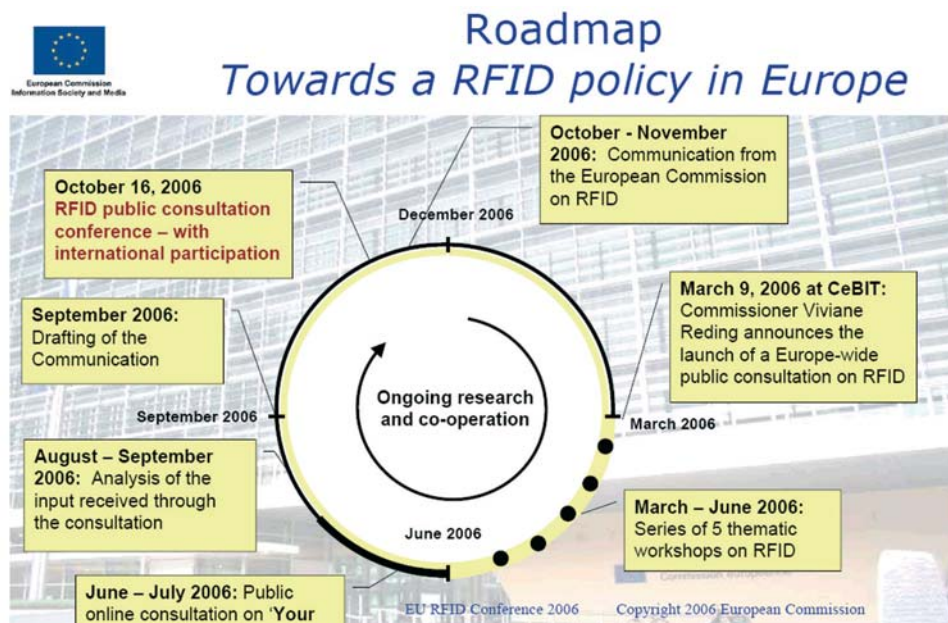 Roadmap
Towards a RFID policy in Europe
European Commission
Information Society and Media
October - November
2006: Communication from
the European Commission
on RFID
October 16, 2006
RFID public consultation
conference – with
international participation
December 2006
March 9, 2006 at CeBIT:
Commissioner Viviane
Reding announces the
launch of a Europe-wide
public consultation on RFID
September 2006:
Drafting of the
Communication
Ongoing research
and co-operation
September 2006
March 2006
August – September
2006: Analysis of the
input received through
the consultation
March – June 2006:
Series of 5 thematic
workshops on RFID
June 2006
June – July 2006: Public
online consultation on ‘Your
EU RFID Conference 2006 Copyright 2006 European Commission